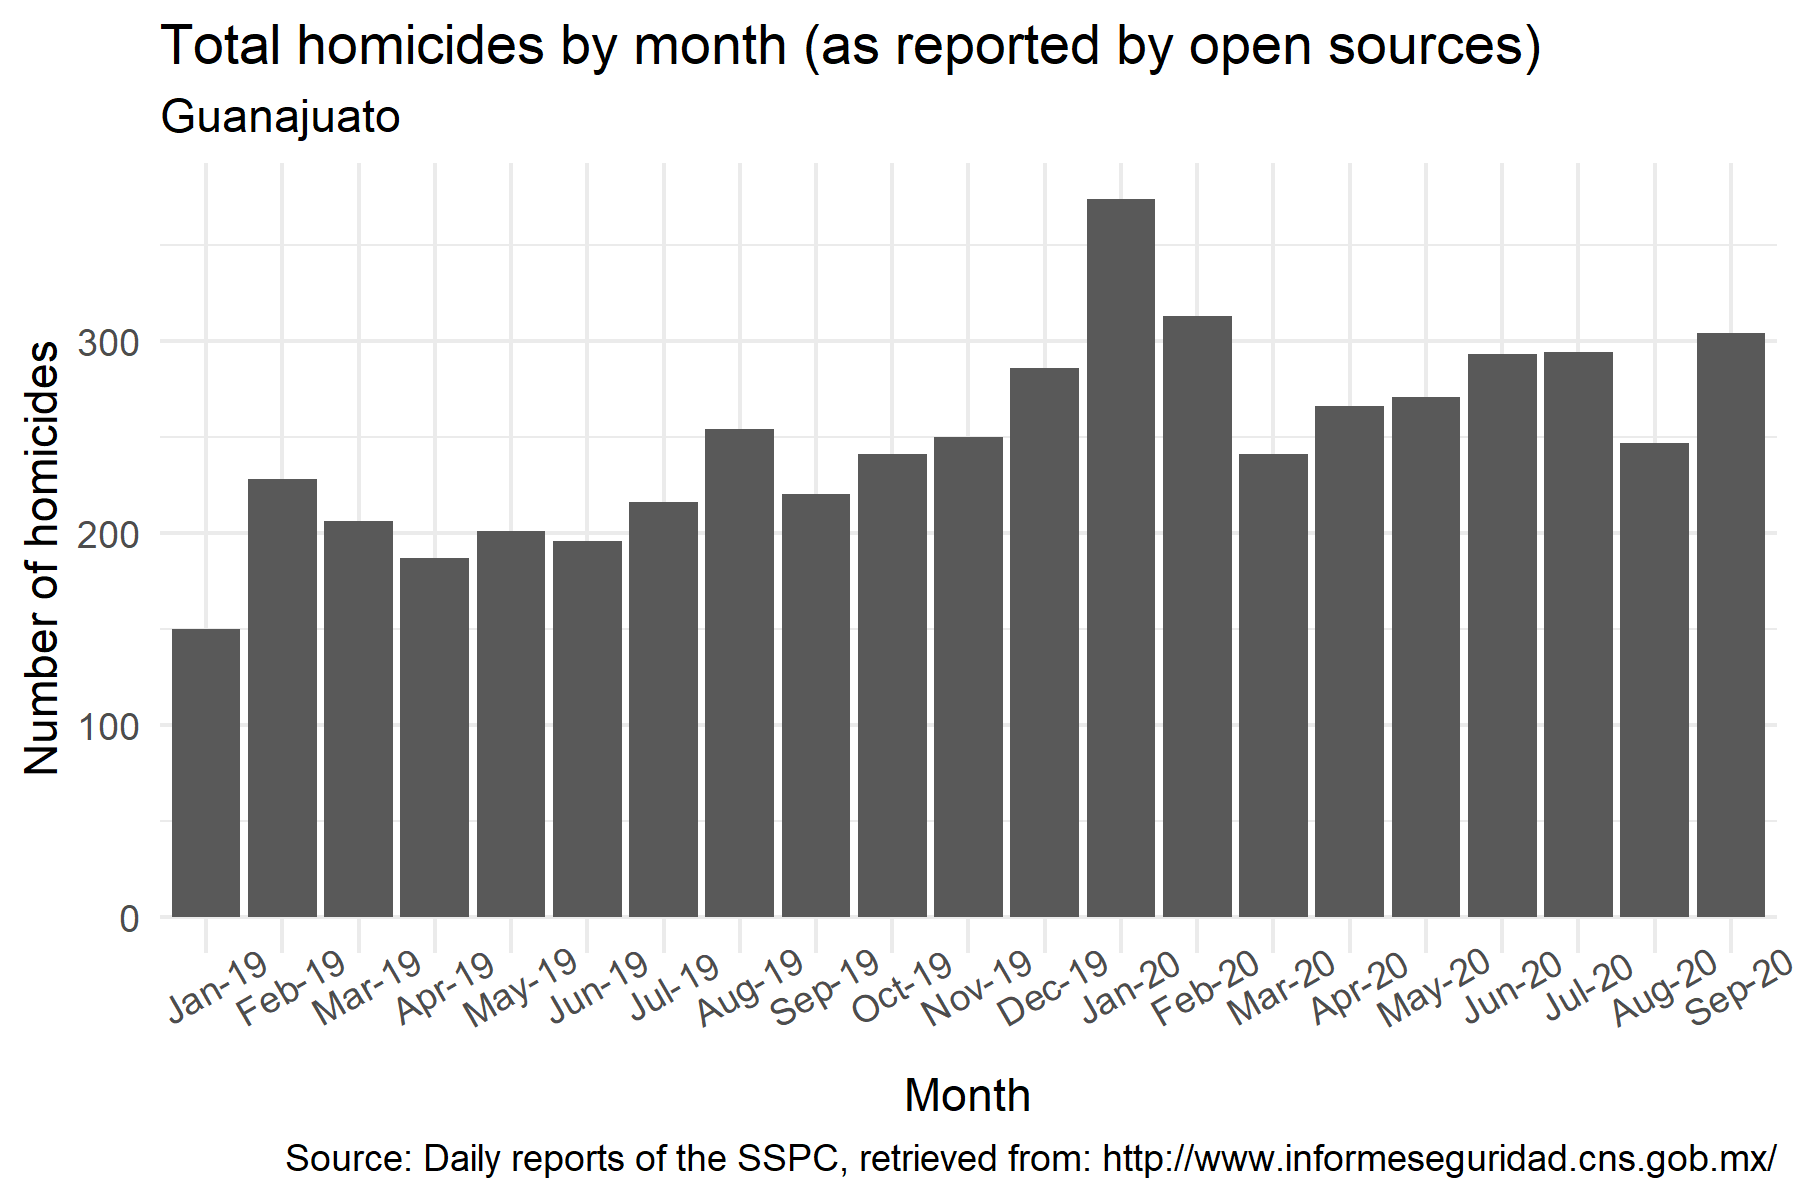 Total homicides by month (as reported by open sources)
Guanajuato
Number of homicides
300
200
100
0
Jan-19
Feb-19
Mar-19
Apr-19
May-19
Jun-19
Jul-19
Aug-19
Sep-19
Oct-19
Nov-19
Dec-19
Jan-20
Feb-20
Mar-20
Apr-20
May-20
Jun-20
Jul-20
Aug-20
Sep-20
Month
Source: Daily reports of the SSPC, retrieved from: http://www.informeseguridad.cns.gob.mx/